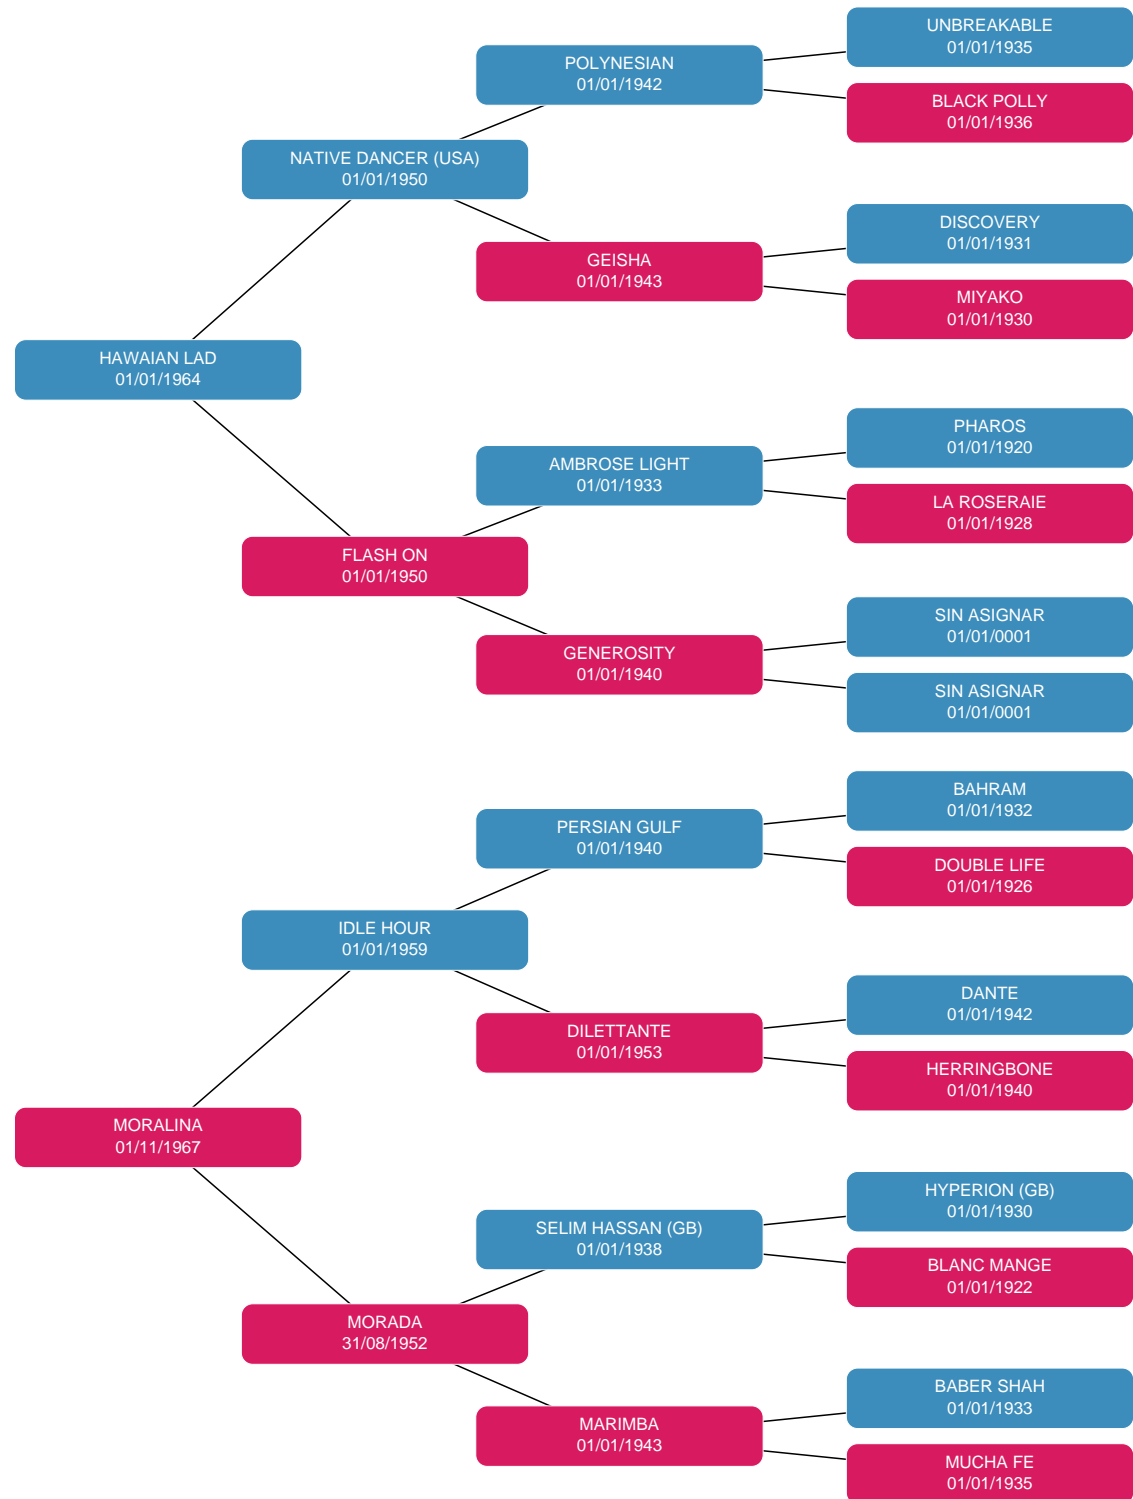 UNBREAKABLE
01/01/1935
POLYNESIAN
01/01/1942
BLACK POLLY
01/01/1936
NATIVE DANCER (USA)
01/01/1950
DISCOVERY
01/01/1931
GEISHA
01/01/1943
MIYAKO
01/01/1930
HAWAIAN LAD
01/01/1964
PHAROS
01/01/1920
AMBROSE LIGHT
01/01/1933
LA ROSERAIE
01/01/1928
FLASH ON
01/01/1950
SIN ASIGNAR
01/01/0001
GENEROSITY
01/01/1940
SIN ASIGNAR
01/01/0001
BAHRAM
01/01/1932
PERSIAN GULF
01/01/1940
DOUBLE LIFE
01/01/1926
IDLE HOUR
01/01/1959
DANTE
01/01/1942
DILETTANTE
01/01/1953
HERRINGBONE
01/01/1940
MORALINA
01/11/1967
HYPERION (GB)
01/01/1930
SELIM HASSAN (GB)
01/01/1938
BLANC MANGE
01/01/1922
MORADA
31/08/1952
BABER SHAH
01/01/1933
MARIMBA
01/01/1943
MUCHA FE
01/01/1935